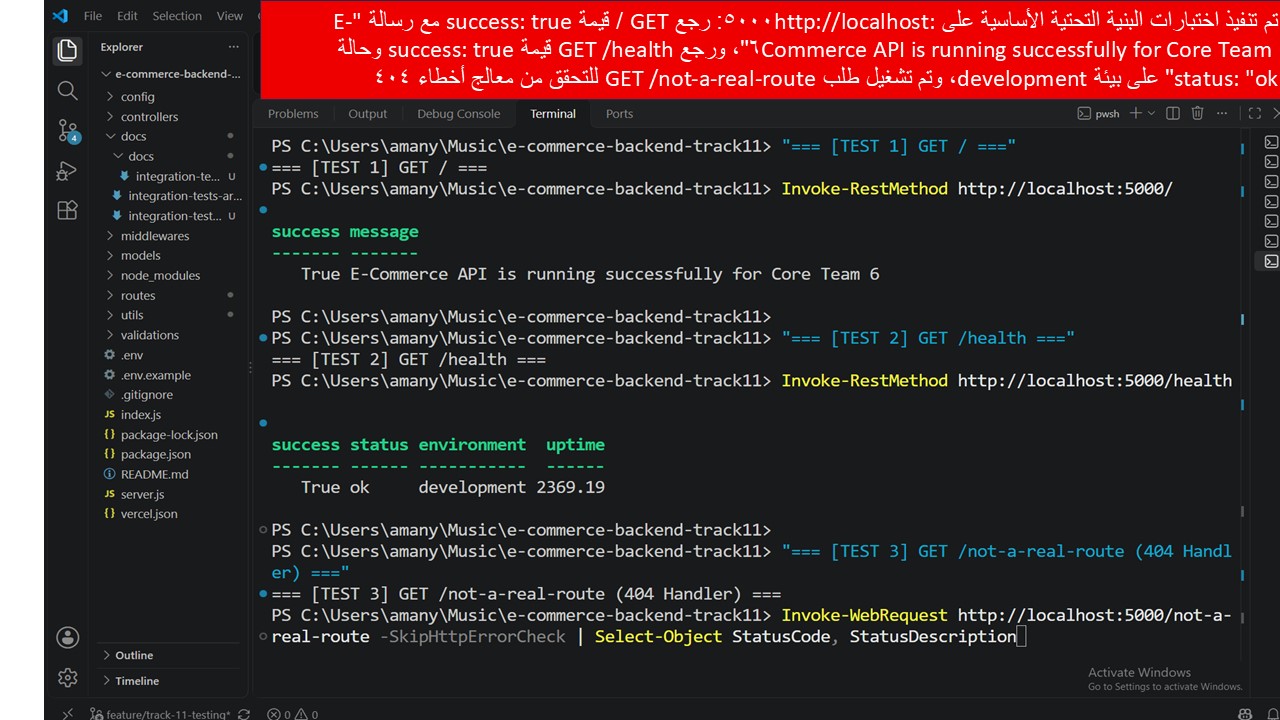 File Edit Selection View
تم تنفيذ اختبارات البنية التحتية الأساسية على http://localhost:٥٠٠٠: رجع GET / قيمة success: true مع رسالة "E-
Commerce API is running successfully for Core Team ٦"، ورجع GET /health قيمة success: true وحالة
status: "ok" على بيئة development، وتم تشغيل طلب GET /not-a-real-route للتحقق من معالج أخطاء ٤٠٤
Explorer
e-commerce-backend-...
config
controllers
docs
docs
integration-te... U
integration-tests-ar...
integration-test... U
middlewares
models
node_modules
routes
utils
validations
.env
.env.example
.gitignore
JS index.js
{} package-lock.json
{} package.json
README.md
JS server.js
{} vercel.json
Outline
Timeline
4
Problems Output Debug Console Terminal Ports
pwsh
PS C:\Users\amany\Music\e-commerce-backend-track11> "=== [TEST 1] GET / ==="
=== [TEST 1] GET / ===
PS C:\Users\amany\Music\e-commerce-backend-track11> Invoke-RestMethod http://localhost:5000/
success message
------- -------
True E-Commerce API is running successfully for Core Team 6
PS C:\Users\amany\Music\e-commerce-backend-track11>
PS C:\Users\amany\Music\e-commerce-backend-track11> "=== [TEST 2] GET /health ==="
=== [TEST 2] GET /health ===
PS C:\Users\amany\Music\e-commerce-backend-track11> Invoke-RestMethod http://localhost:5000/health
success status environment uptime
------- ------ ----------- ------
True ok development 2369.19
PS C:\Users\amany\Music\e-commerce-backend-track11>
PS C:\Users\amany\Music\e-commerce-backend-track11> "=== [TEST 3] GET /not-a-real-route (404 Handl
er) ==="
=== [TEST 3] GET /not-a-real-route (404 Handler) ===
PS C:\Users\amany\Music\e-commerce-backend-track11> Invoke-WebRequest http://localhost:5000/not-a-
real-route -SkipHttpErrorCheck | Select-Object StatusCode, StatusDescription
Activate Windows
Go to Settings to activate Windows.
feature/track-11-testing* 0 0